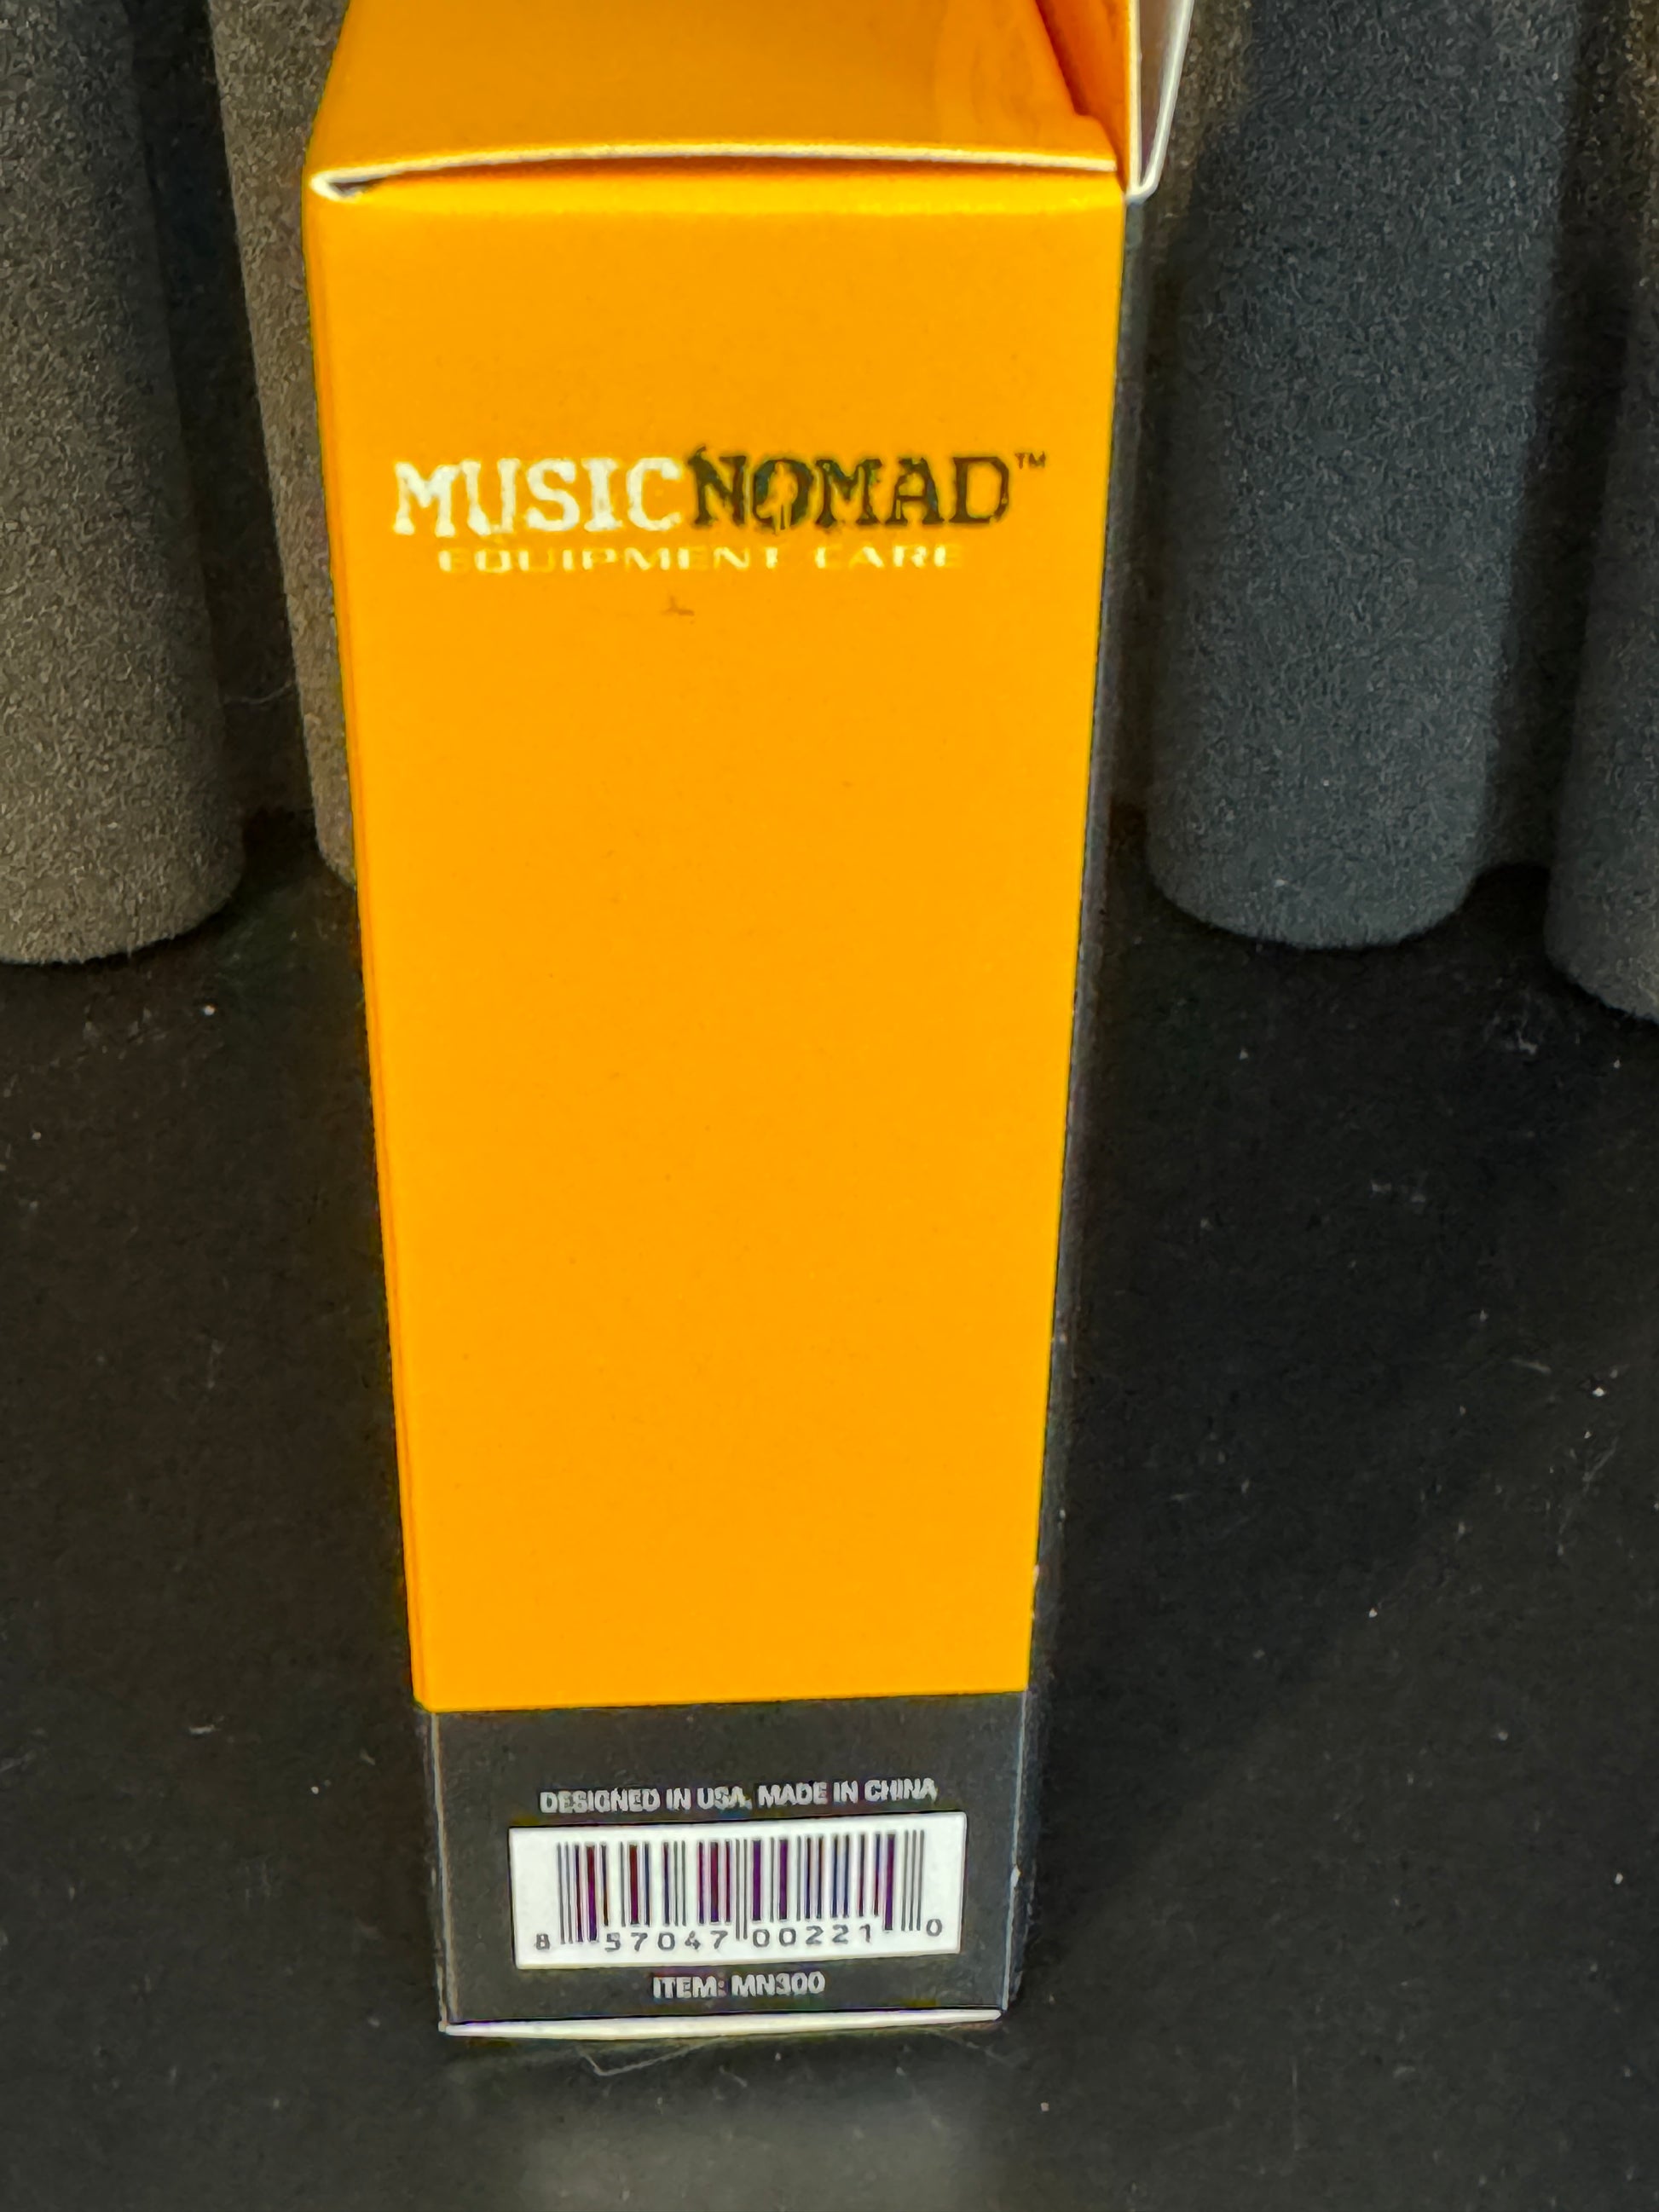 MUSICNOMAD™
EQUIPMENT CARE
DESIGNED IN USA, MADE IN CHINA
8 57047 00221 0
ITEM: MN300